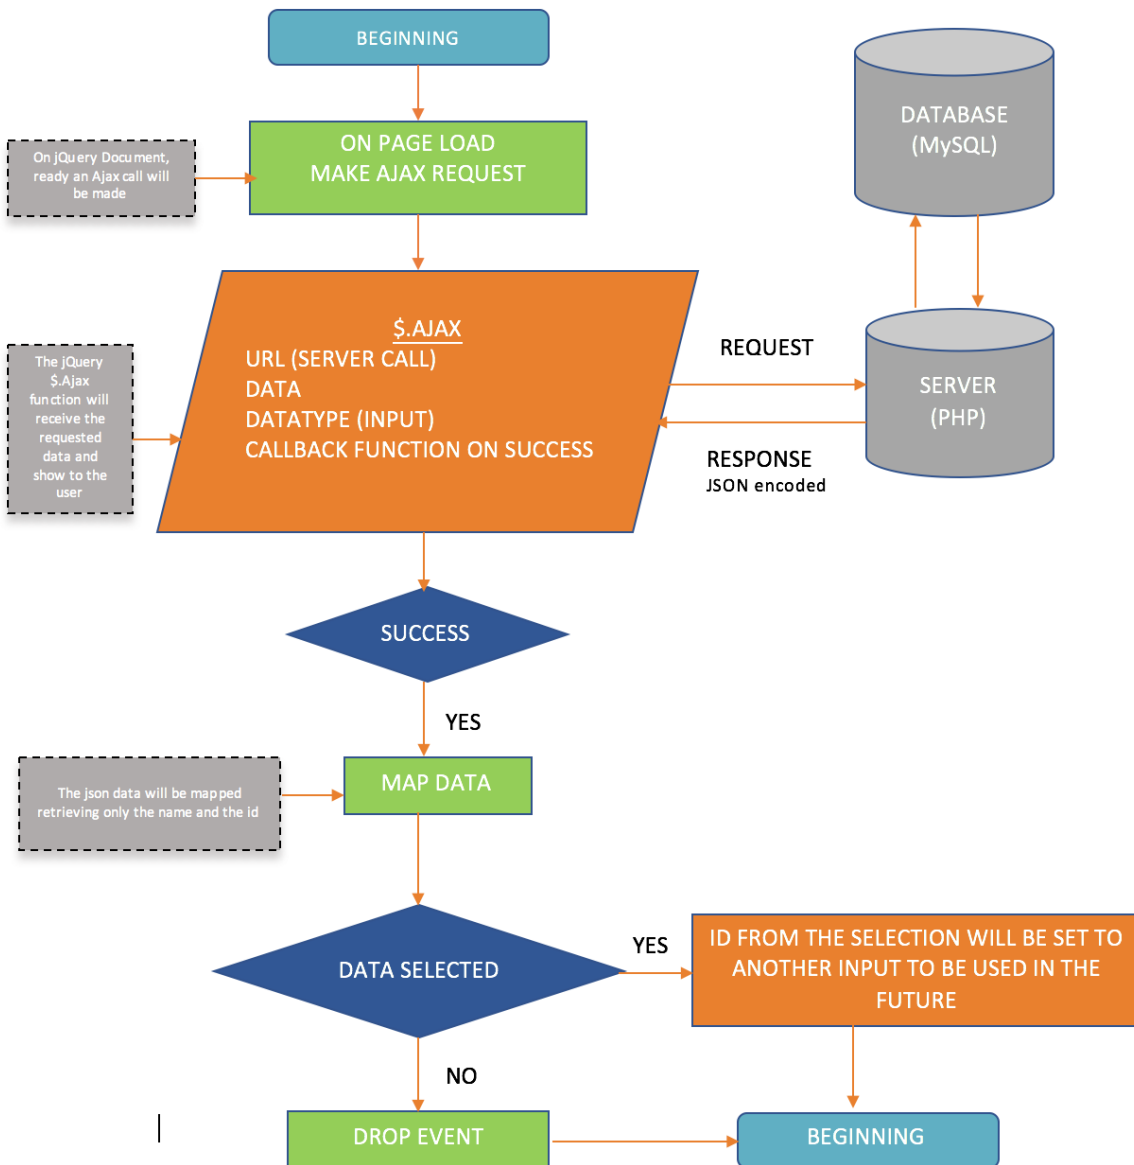 BEGINNING
DATABASE
(MySQL)
ON PAGE LOAD
MAKE AJAX REQUEST
On jQuery Document,
ready an Ajax call will
be made
$.AJAX
URL (SERVER CALL)
DATA
DATATYPE (INPUT)
CALLBACK FUNCTION ON SUCCESS
REQUEST
SERVER
(PHP)
RESPONSE
JSON encoded
The jQuery
$.Ajax
function will
receive the
requested
data and
show to the
user
SUCCESS
YES
MAP DATA
The json data will be mapped
retrieving only the name and the id
DATA SELECTED
YES
ID FROM THE SELECTION WILL BE SET TO
ANOTHER INPUT TO BE USED IN THE
FUTURE
NO
DROP EVENT
BEGINNING